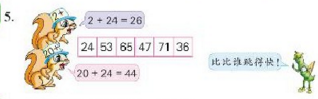 5.
2 + 24 = 26
24 53 65 47 71 36
20 + 24 = 44
比比谁跳得快！